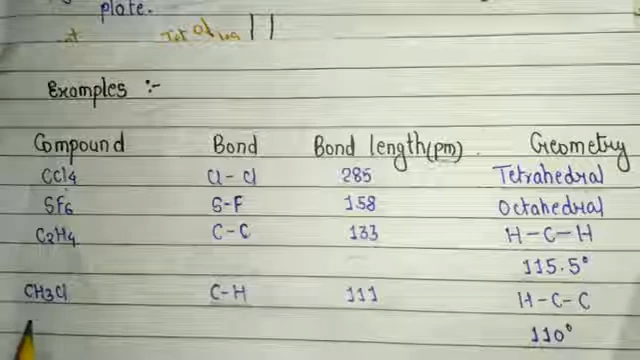 plate.
Examples :-
Compound Bond Bond length(pm) Geometry
CCl4 Cl-Cl 285 Tetrahedral
SF6 S-F 158 Octahedral
C2H4 C-C 133 H-C-H
115.5°
CH3Cl C-H 111 H-C-C
110°